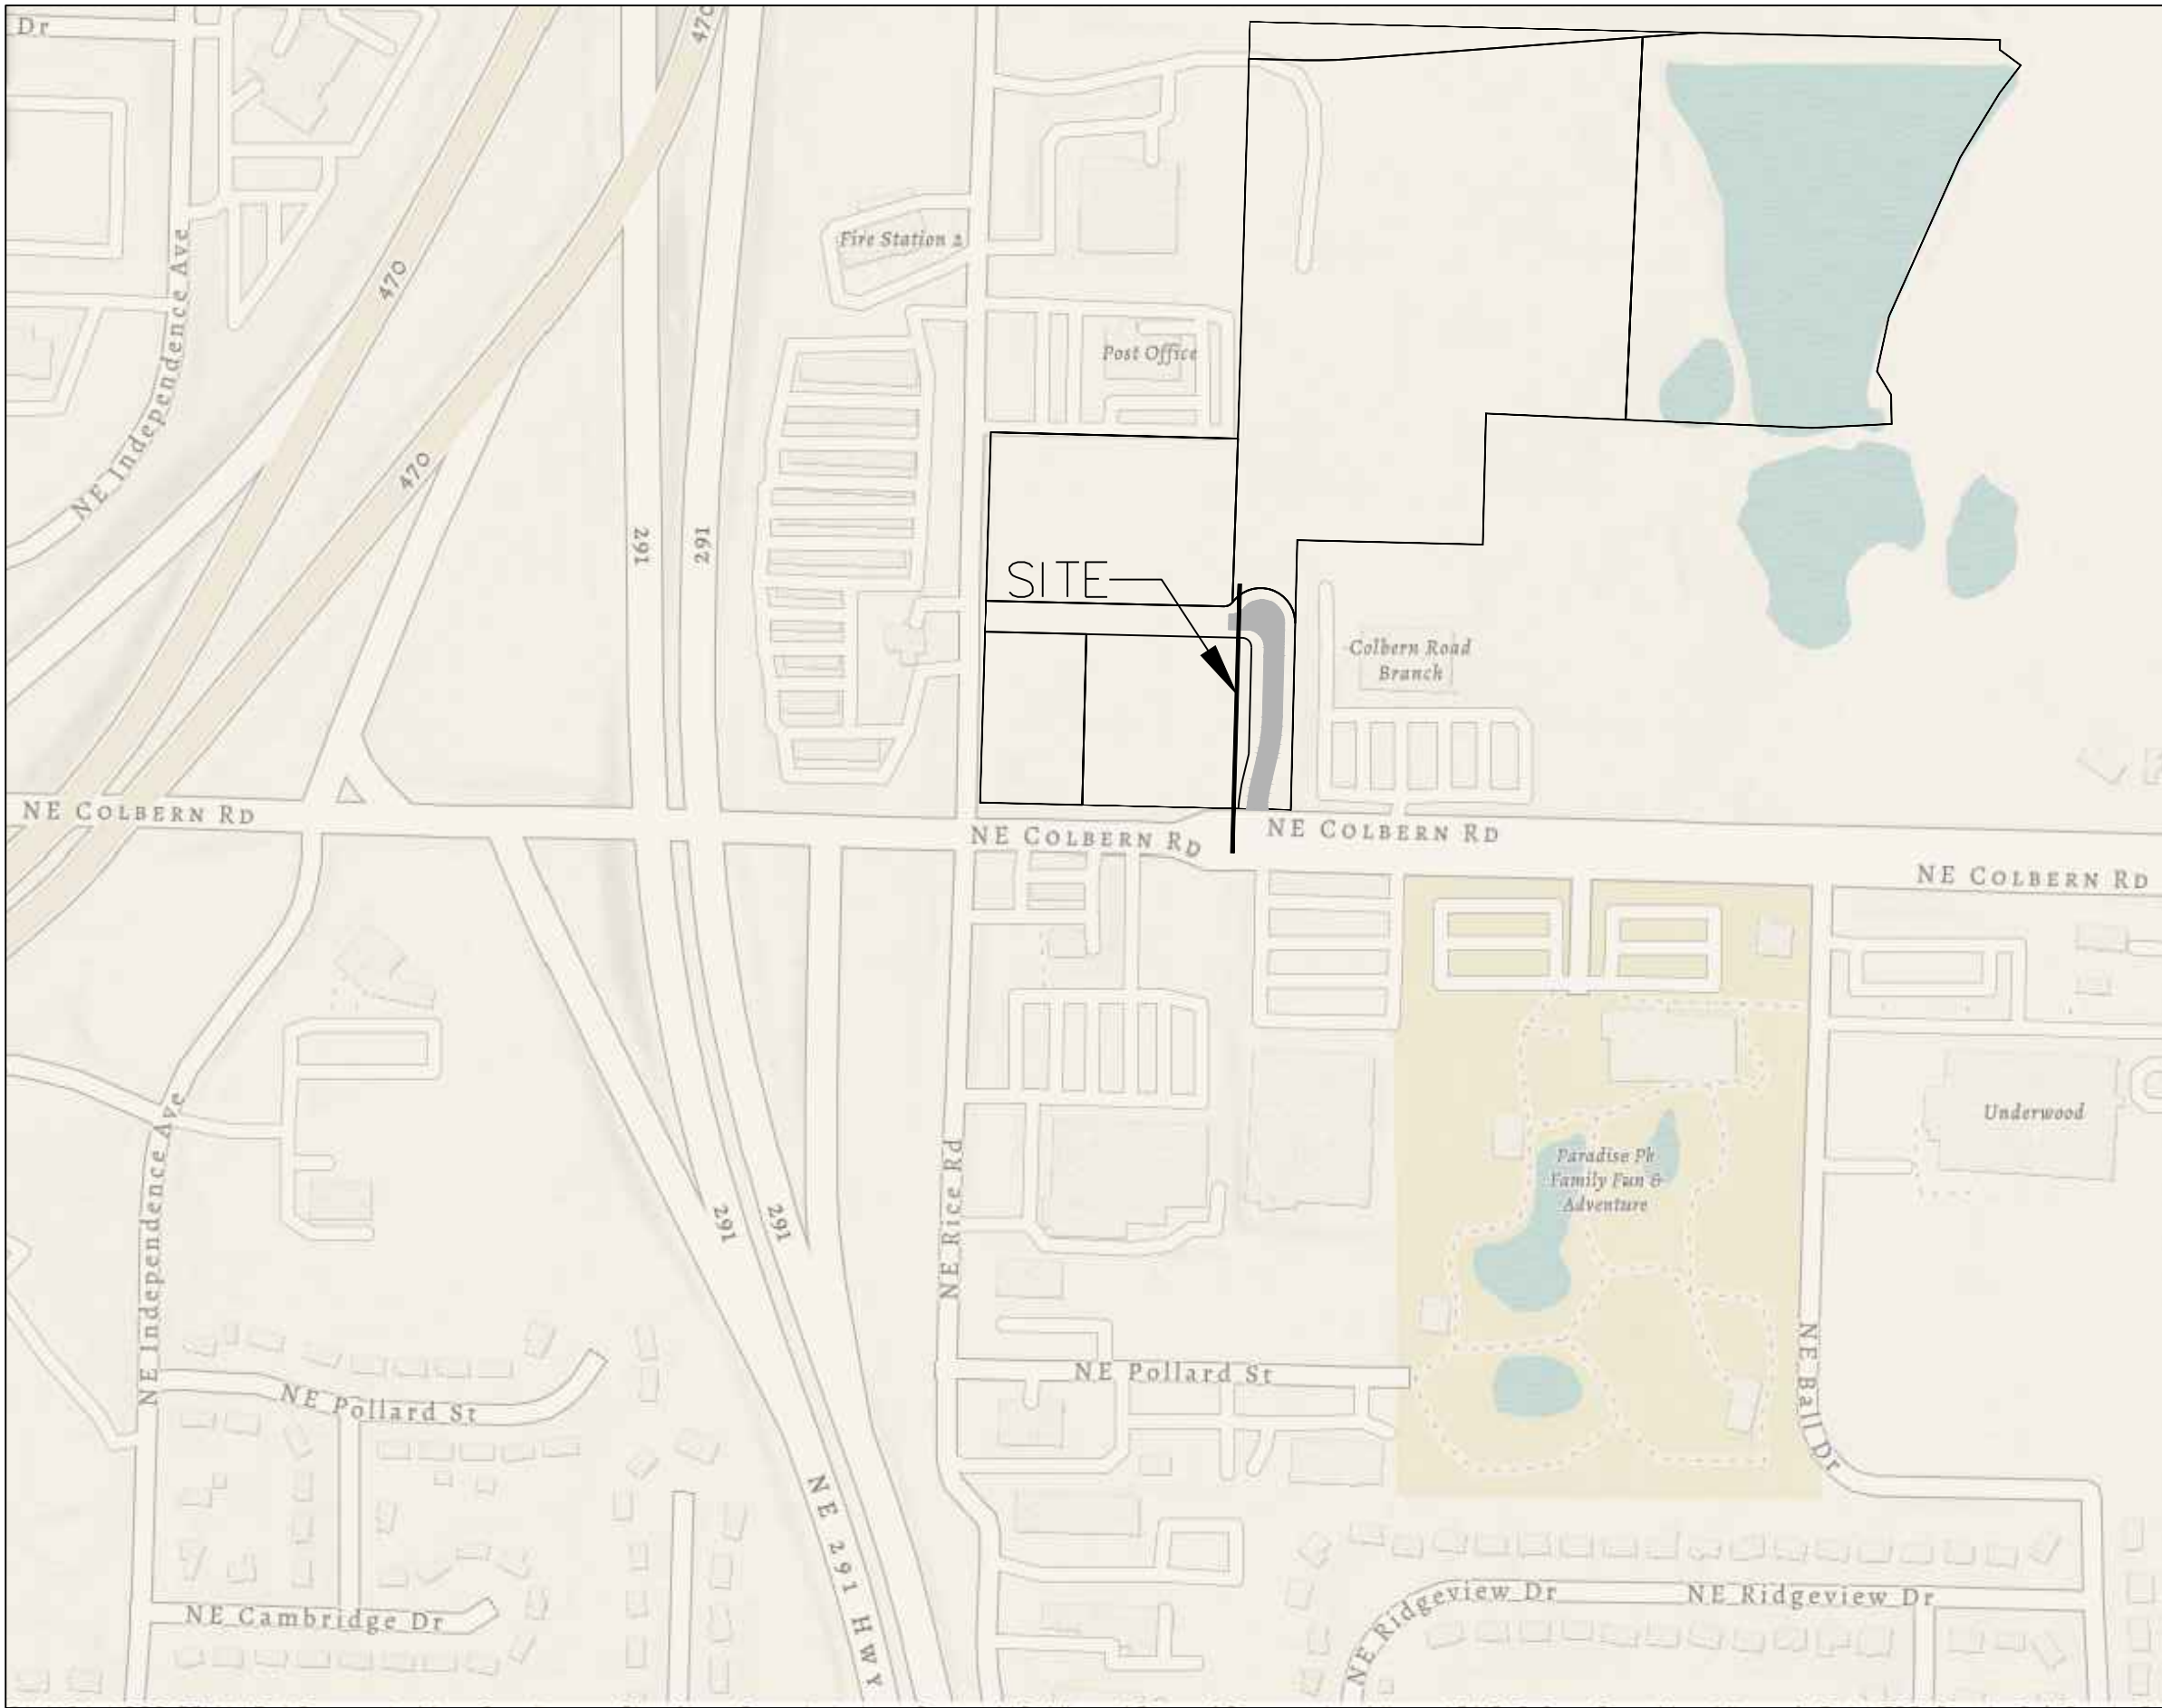 Dr
470
Fire Station 2
470
NE Independence Ave
Post Office
470
291
291
SITE
Colbern Road
Branch
NE COLBERN RD
NE COLBERN RD
NE COLBERN RD
NE COLBERN RD
Underwood
NE Independence Ave
NE Rice Rd
Paradise Pk
Family Fun &
Adventure
291
291
NE Pollard St
NE Pollard St
NE Ball Dr
NE 291 HWY
NE Cambridge Dr
NE Ridgeview Dr
NE Ridgeview Dr